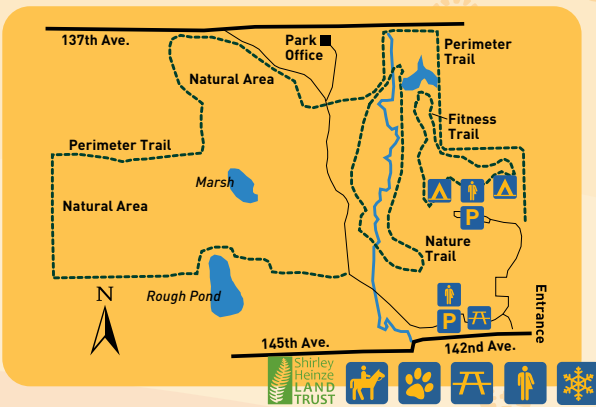 137th Ave.
Park
Office
Perimeter
Trail
Natural Area
Fitness
Trail
Perimeter Trail
Marsh
Natural Area
P
Nature
Trail
N
Rough Pond
P
Entrance
145th Ave.
142nd Ave.
Shirley
Heinze
LAND
TRUST